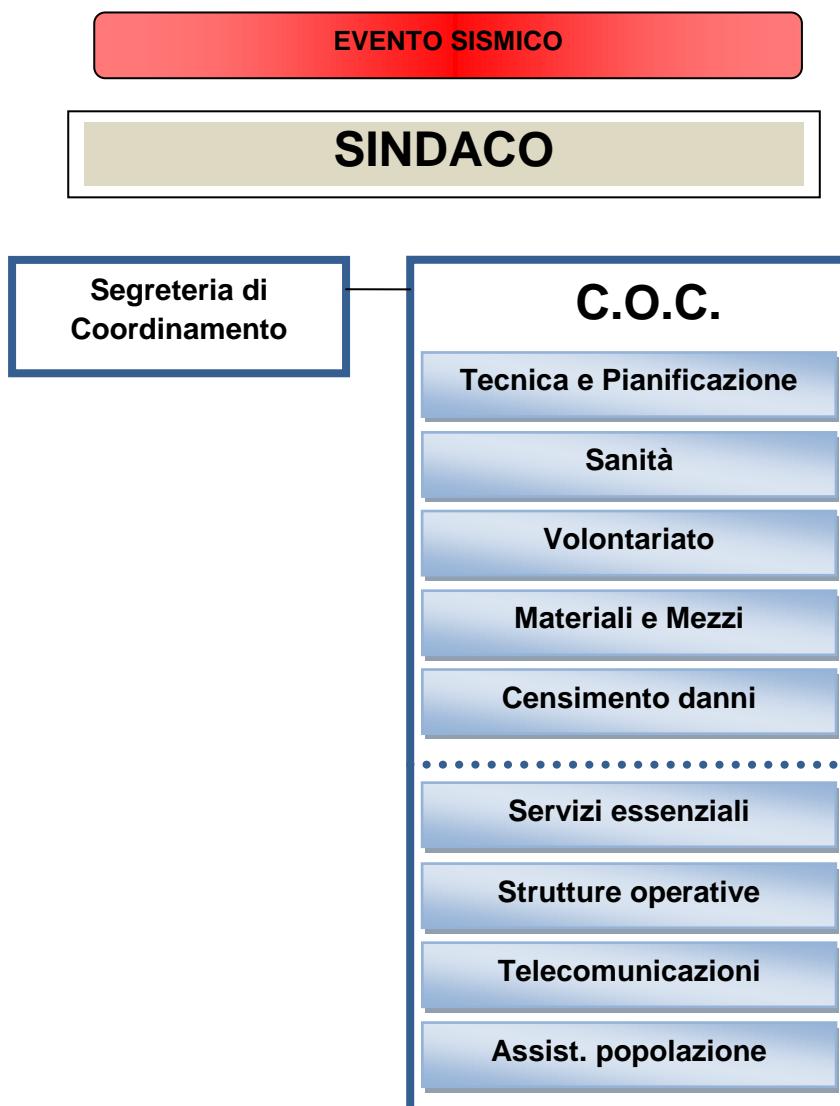 EVENTO SISMICO
SINDACO
Segreteria di
Coordinamento
C.O.C.
Tecnica e Pianificazione
Sanità
Volontariato
Materiali e Mezzi
Censimento danni
Servizi essenziali
Strutture operative
Telecomunicazioni
Assist. popolazione